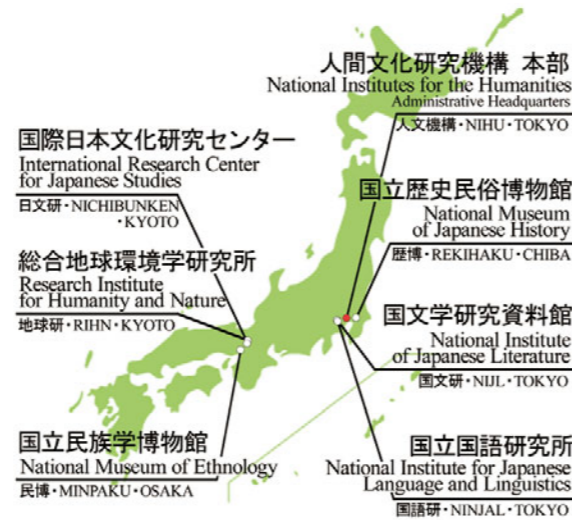 人間文化研究機構 本部
National Institutes for the Humanities
Administrative Headquarters
人文機構・NIHU・TOKYO
国際日本文化研究センター
International Research Center
for Japanese Studies
日文研・NICHIBUNKEN
・KYOTO
国立歴史民俗博物館
National Museum
of Japanese History
歴博・REKIHAKU・CHIBA
総合地球環境学研究所
Research Institute
for Humanity and Nature
地球研・RIHN・KYOTO
国文学研究資料館
National Institute
of Japanese Literature
国文研・NIJL・TOKYO
国立民族学博物館
National Museum of Ethnology
民博・MINPAKU・OSAKA
国立国語研究所
National Institute for Japanese
Language and Linguistics
国語研・NINJAL・TOKYO